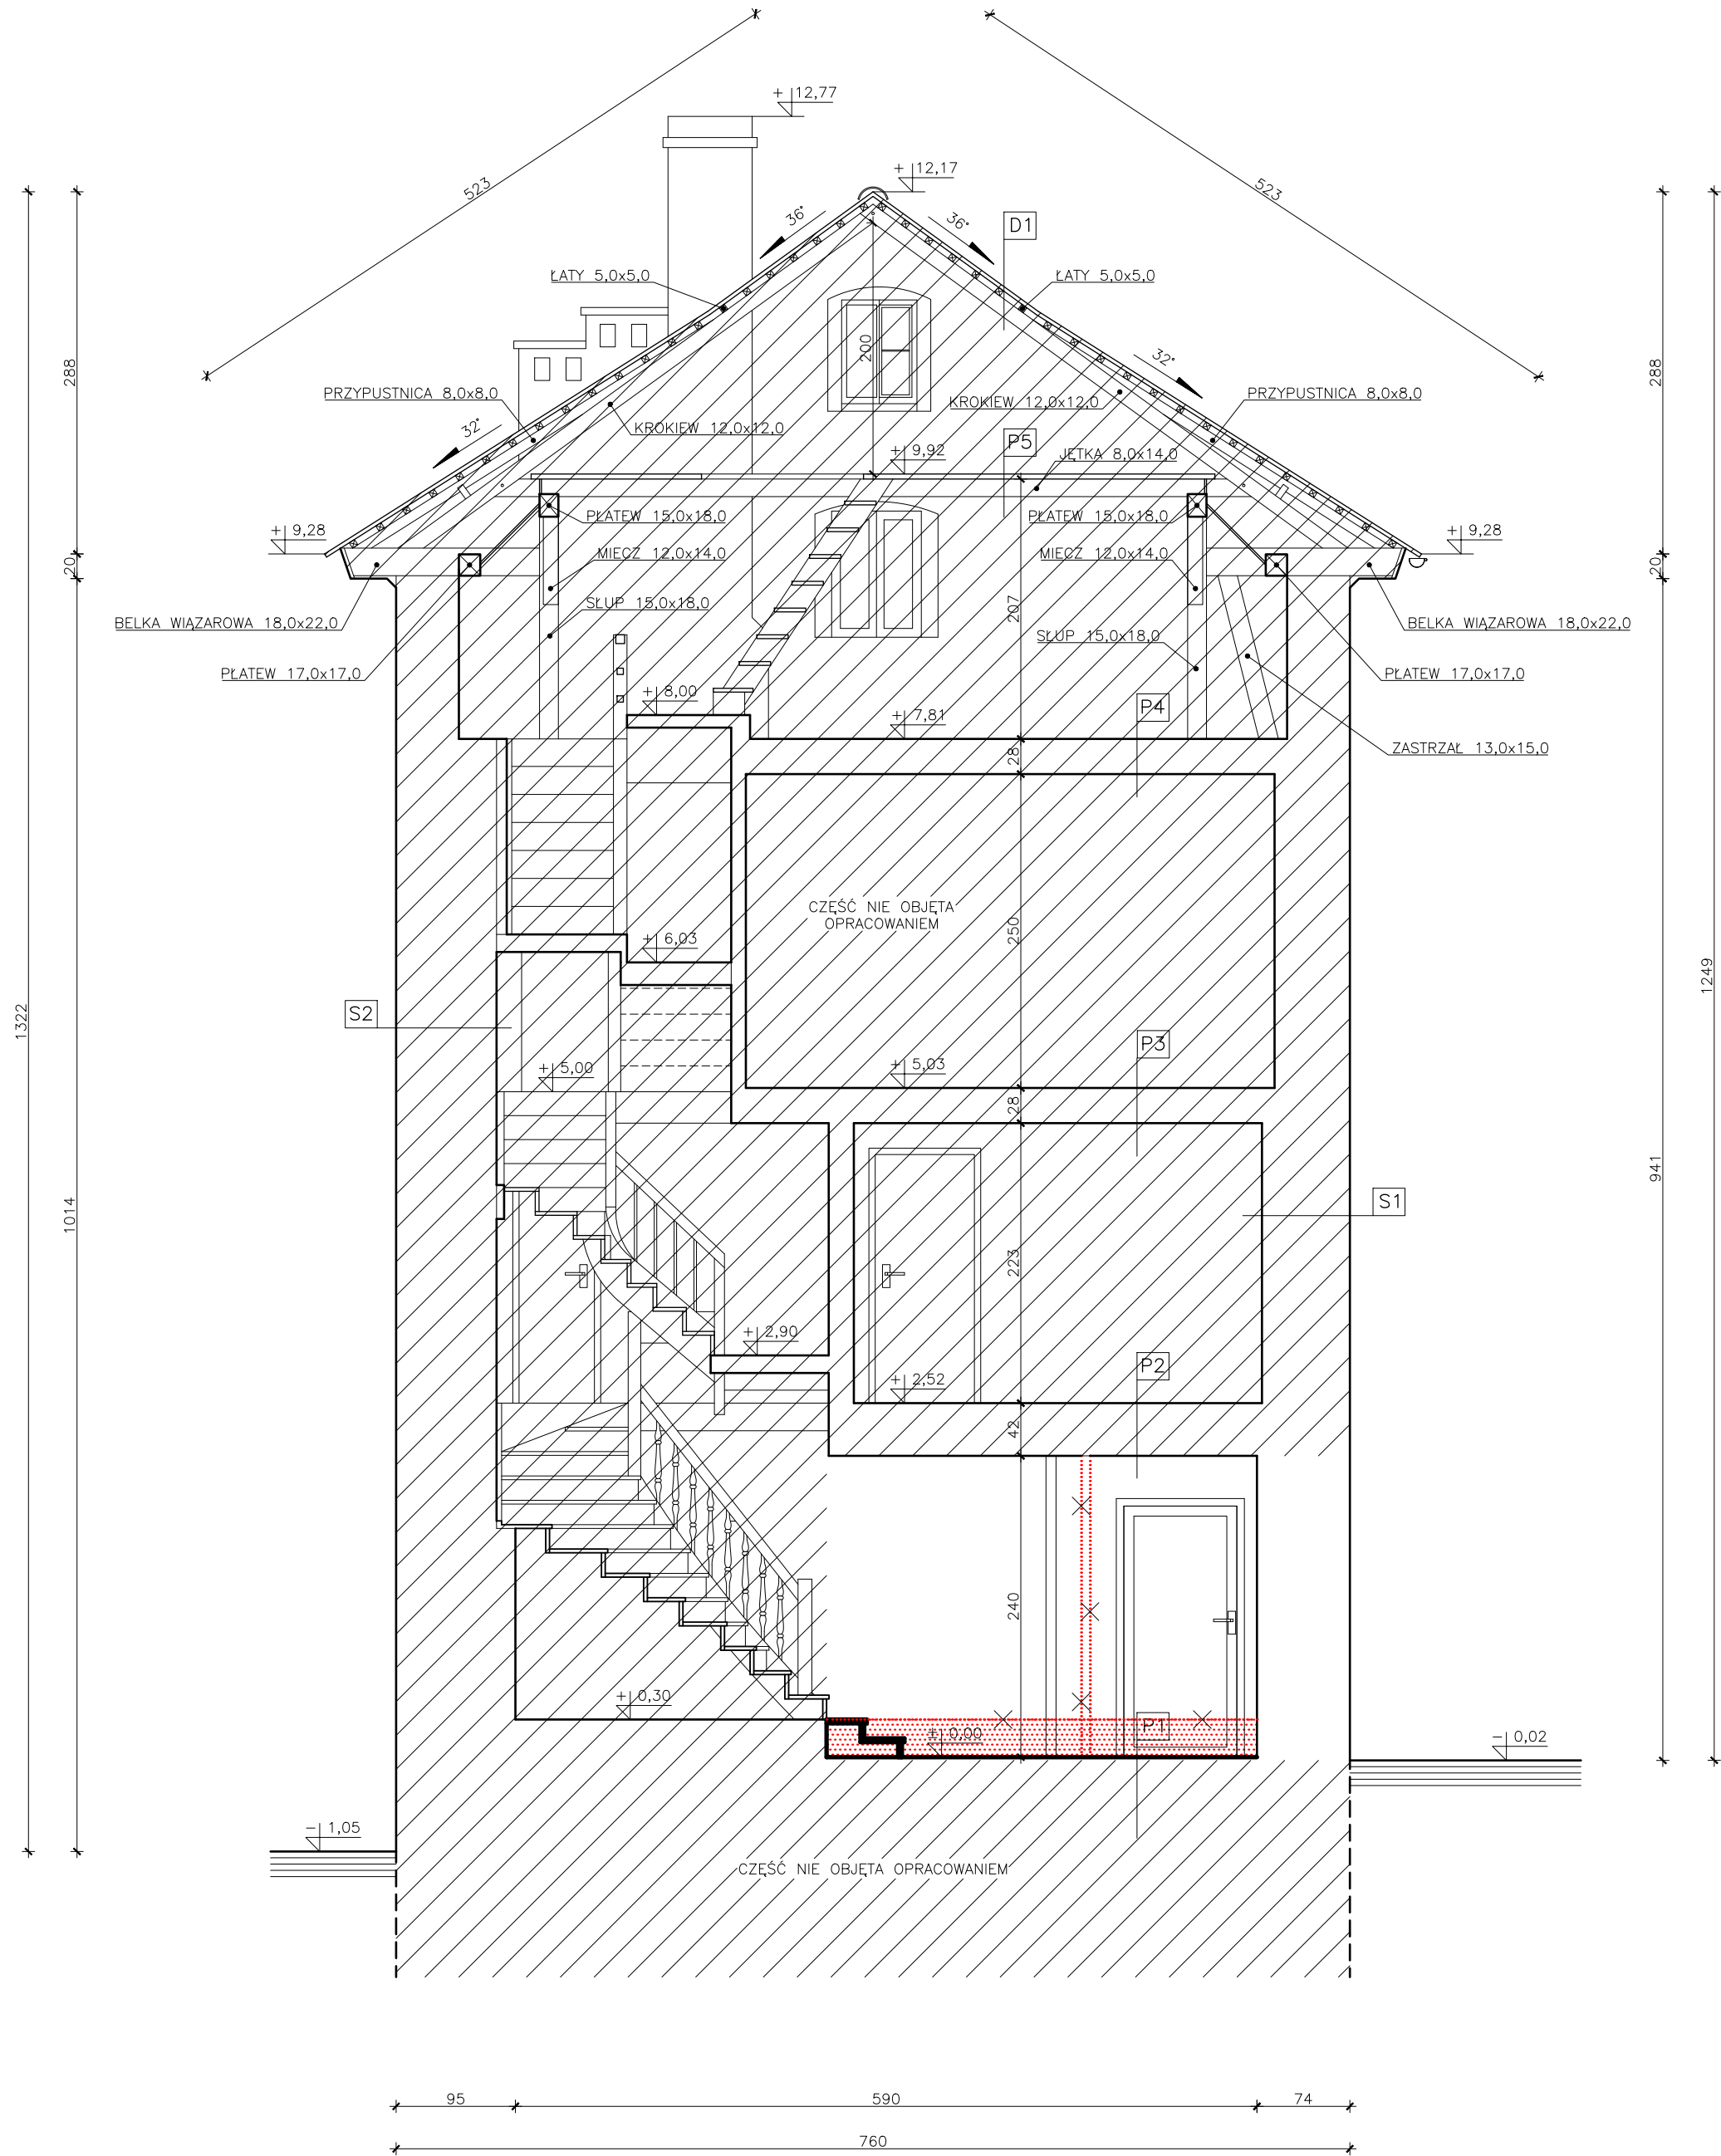 + 12,77
+ 12,17
523
523
36°
36°
D1
ŁATY 5,0x5,0
ŁATY 5,0x5,0
200
32°
288
288
PRZYPUSTNICA 8,0x8,0
KROKIEW 12,0x12,0
PRZYPUSTNICA 8,0x8,0
32°
KROKIEW 12,0x12,0
P5
+ 9,92
JĘTKA 8,0x14,0
PŁATEW 15,0x18,0
PŁATEW 15,0x18,0
+ 9,28
+ 9,28
MIECZ 12,0x14,0
MIECZ 12,0x14,0
20
20
SŁUP 15,0x18,0
207
BELKA WIĄZAROWA 18,0x22,0
SŁUP 15,0x18,0
BELKA WIĄZAROWA 18,0x22,0
PŁATEW 17,0x17,0
PŁATEW 17,0x17,0
+ 8,00
P4
+ 7,81
28
ZASTRZAŁ 13,0x15,0
CZĘŚĆ NIE OBJĘTA
OPRACOWANIEM
250
+ 6,03
1249
S2
1322
P3
+ 5,00
+ 5,03
28
941
S1
1014
223
+ 2,90
P2
+ 2,52
42
240
+ 0,30
P1
± 0,00
- 0,02
- 1,05
CZĘŚĆ NIE OBJĘTA OPRACOWANIEM
95
590
74
760